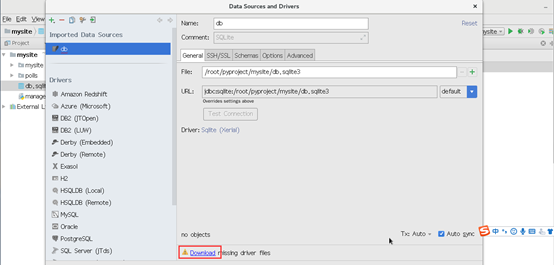 Data Sources and Drivers
File Edit View
mysite
mysite
mysite
polls
db.sq
manage
External L
Imported Data Sources
db
Drivers
Amazon Redshift
Azure (Microsoft)
DB2 (JTOpen)
DB2 (LUW)
Derby (Embedded)
Derby (Remote)
Exasol
H2
HSQLDB (Local)
HSQLDB (Remote)
MySQL
Oracle
PostgreSQL
SQL Server (jTds)
Name: db Reset
Comment: SQLite
General SSH/SSL Schemas Options Advanced
File: /root/pyproject/mysite/db.sqlite3
URL: jdbc:sqlite:/root/pyproject/mysite/db.sqlite3 default
Overrides settings above
Test Connection
Driver: Sqlite (Xerial)
no objects Tx: Auto Auto sync
Download missing driver files
中